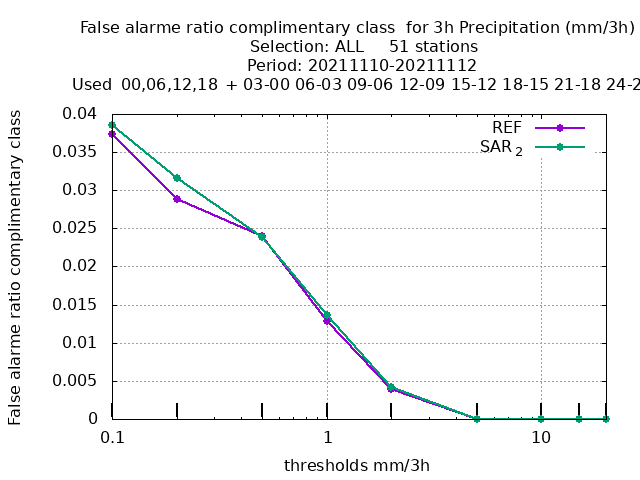 False alarme ratio complimentary class  for 3h Precipitation (mm/3h)
Selection: ALL     51 stations
Period: 20211110-20211112
Used  00,06,12,18  + 03-00 06-03 09-06 12-09 15-12 18-15 21-18 24-2
False alarme ratio complimentary class
0.04
0.035
0.03
0.025
0.02
0.015
0.01
0.005
0
REF
SAR 2
0.1
1
10
thresholds mm/3h